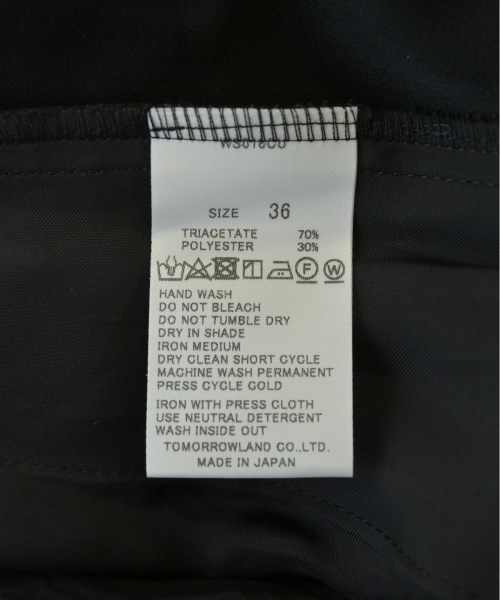 SIZE 36
TRIACETATE 70%
POLYESTER 30%
F W
HAND WASH
DO NOT BLEACH
DO NOT TUMBLE DRY
DRY IN SHADE
IRON MEDIUM
DRY CLEAN SHORT CYCLE
MACHINE WASH PERMANENT
PRESS CYCLE COLD
IRON WITH PRESS CLOTH
USE NEUTRAL DETERGENT
WASH INSIDE OUT
TOMORROWLAND CO.,LTD.
MADE IN JAPAN